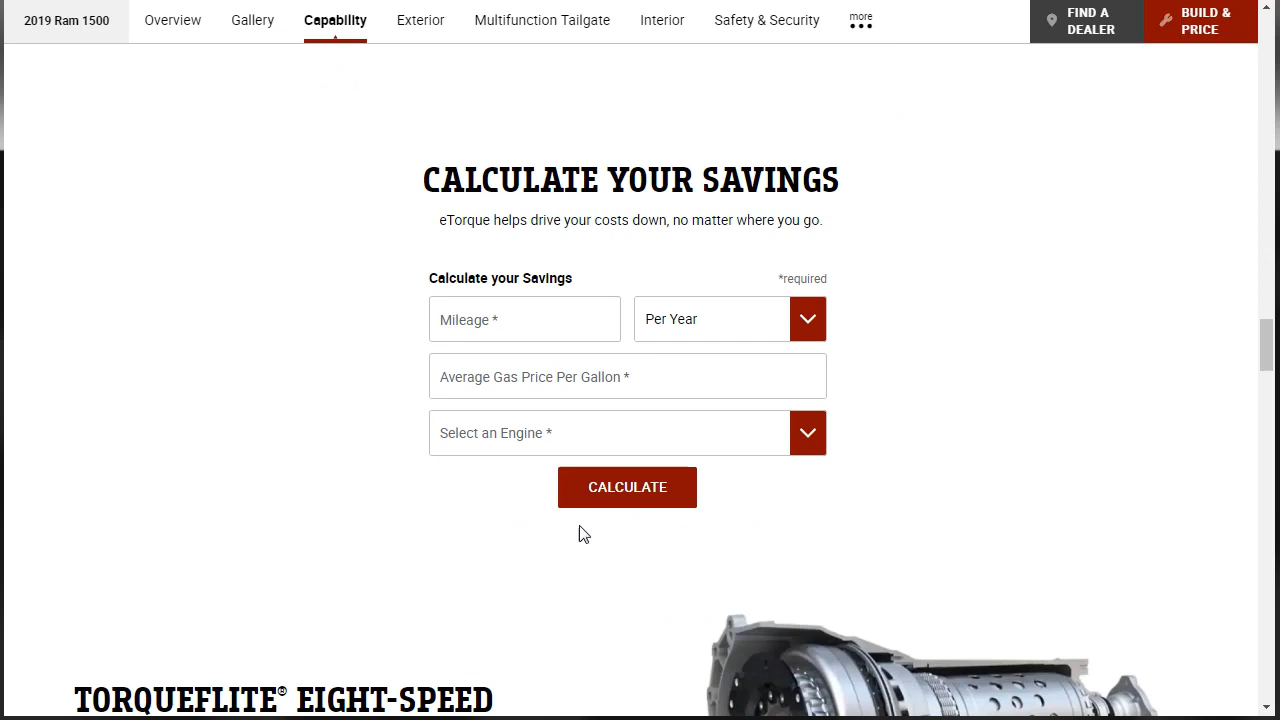 2019 Ram 1500
Overview
Gallery
Capability
Exterior
Multifunction Tailgate
Interior
Safety & Security
more
FIND A
DEALER
BUILD &
PRICE
CALCULATE YOUR SAVINGS
eTorque helps drive your costs down, no matter where you go.
Calculate your Savings
*required
Mileage *
Per Year
Average Gas Price Per Gallon *
Select an Engine *
CALCULATE
TORQUEFLITE® EIGHT-SPEED